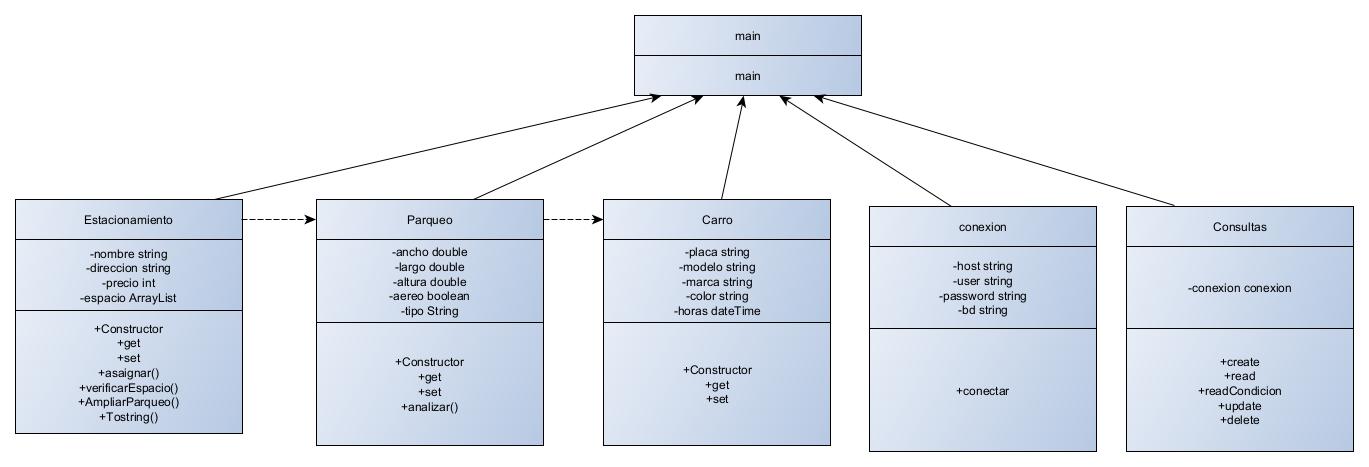 main
main
Estacionamiento
-nombre string
-direccion string
-precio int
-espacio ArrayList
+Constructor
+get
+set
+asaignar()
+verificarEspacio()
+AmpliarParqueo()
+Tostring()
Parqueo
-ancho double
-largo double
-altura double
-aereo boolean
-tipo String
+Constructor
+get
+set
+analizar()
Carro
-placa string
-modelo string
-marca string
-color string
-horas dateTime
+Constructor
+get
+set
conexion
-host string
-user string
-password string
-bd string
+conectar
Consultas
-conexion conexion
+create
+read
+readCondicion
+update
+delete